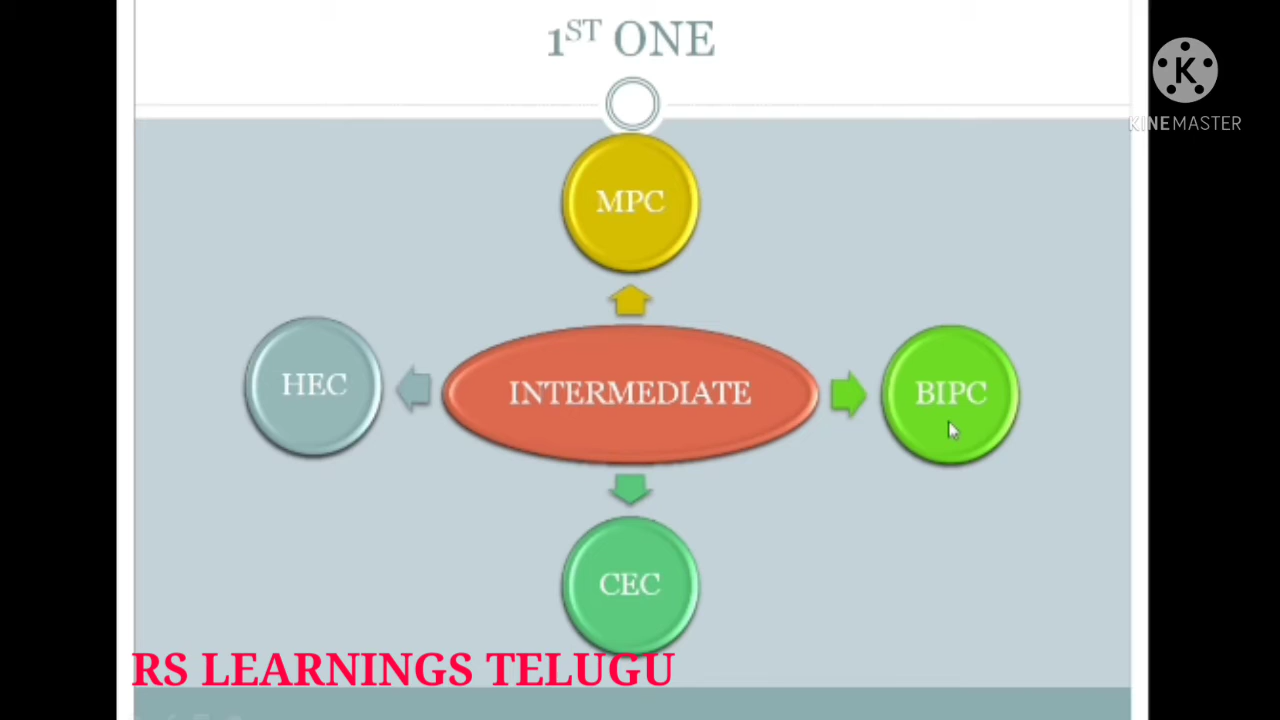 1ST ONE
KINEMASTER
MPC
HEC
INTERMEDIATE
BIPC
CEC
RS LEARNINGS TELUGU